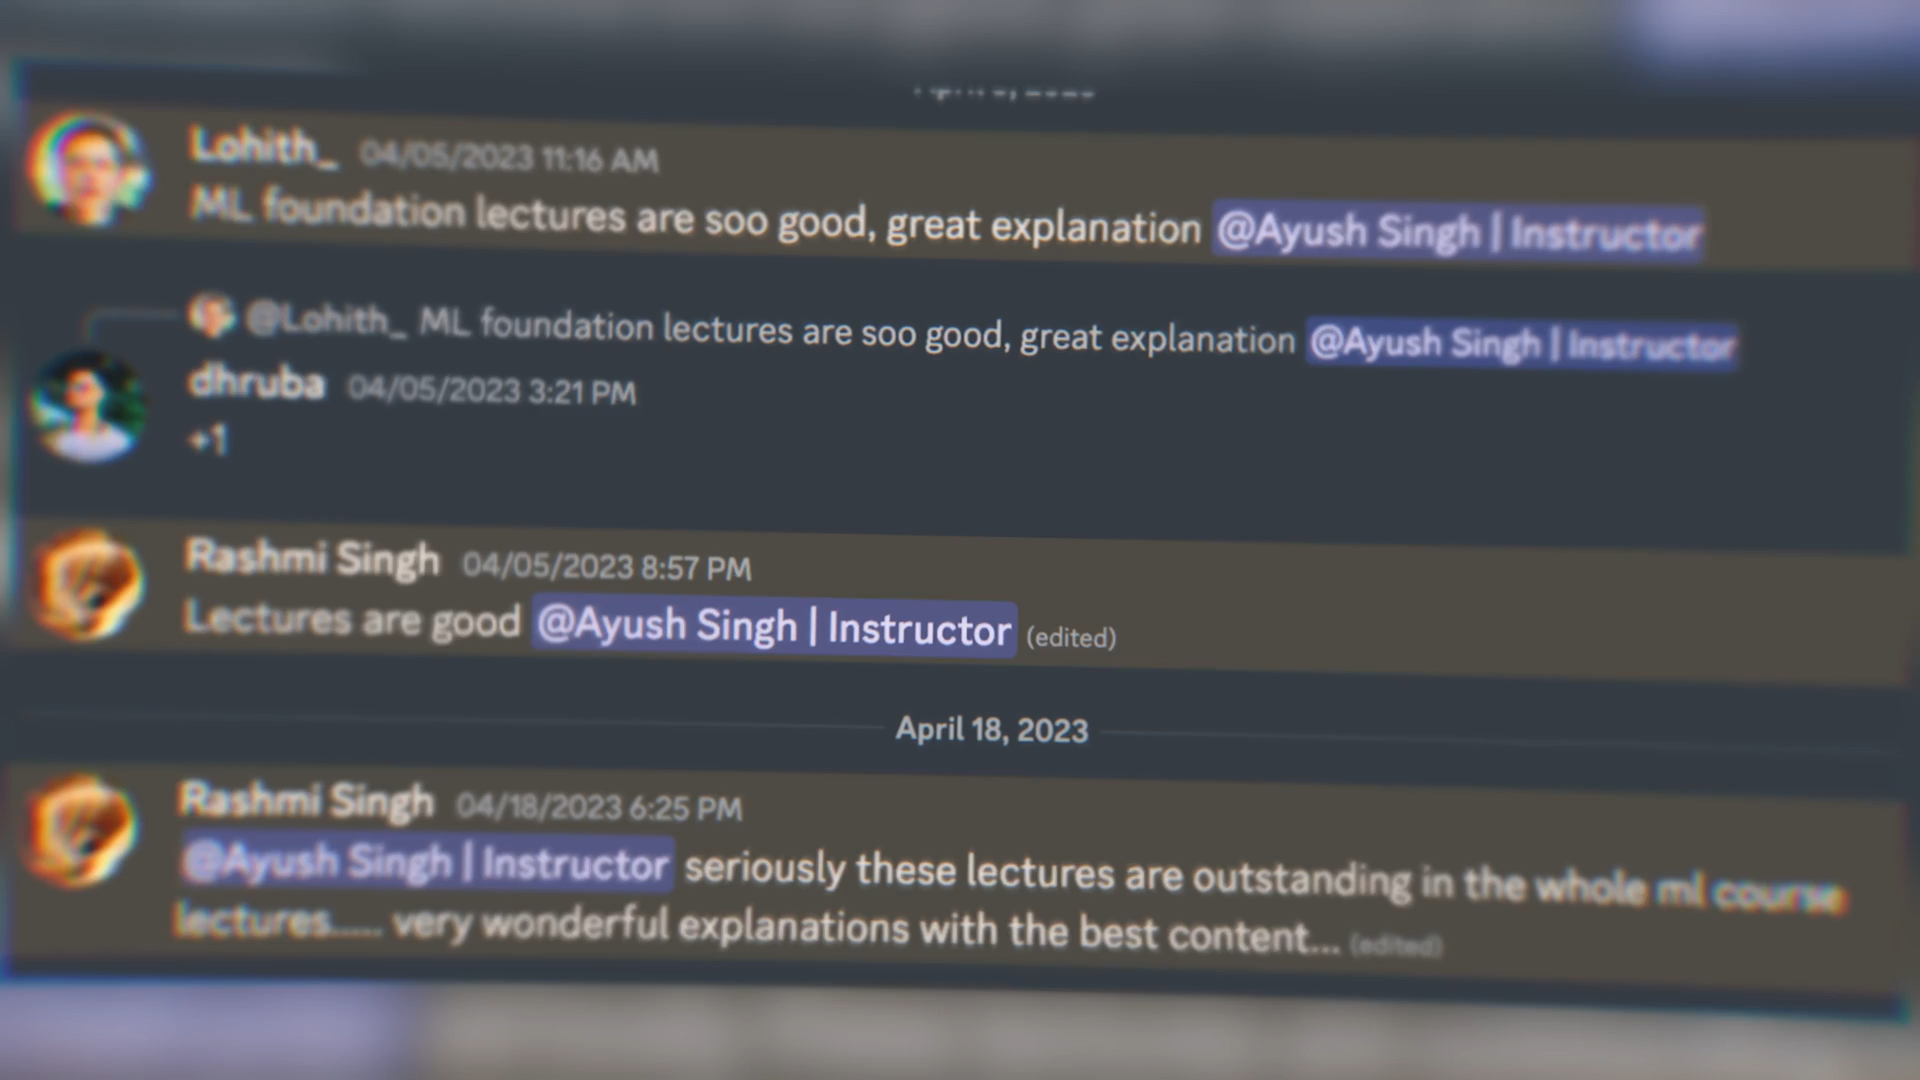 Lohith_ 04/05/2023 11:16 AM
ML foundation lectures are soo good, great explanation @Ayush Singh | Instructor
@Lohith_ ML foundation lectures are soo good, great explanation @Ayush Singh | Instructor
dhruba 04/05/2023 3:21 PM
+1
Rashmi Singh 04/05/2023 8:57 PM
Lectures are good @Ayush Singh | Instructor (edited)
April 18, 2023
Rashmi Singh 04/18/2023 6:25 PM
@Ayush Singh | Instructor seriously these lectures are outstanding in the whole ml course
lectures..... very wonderful explanations with the best content... (edited)